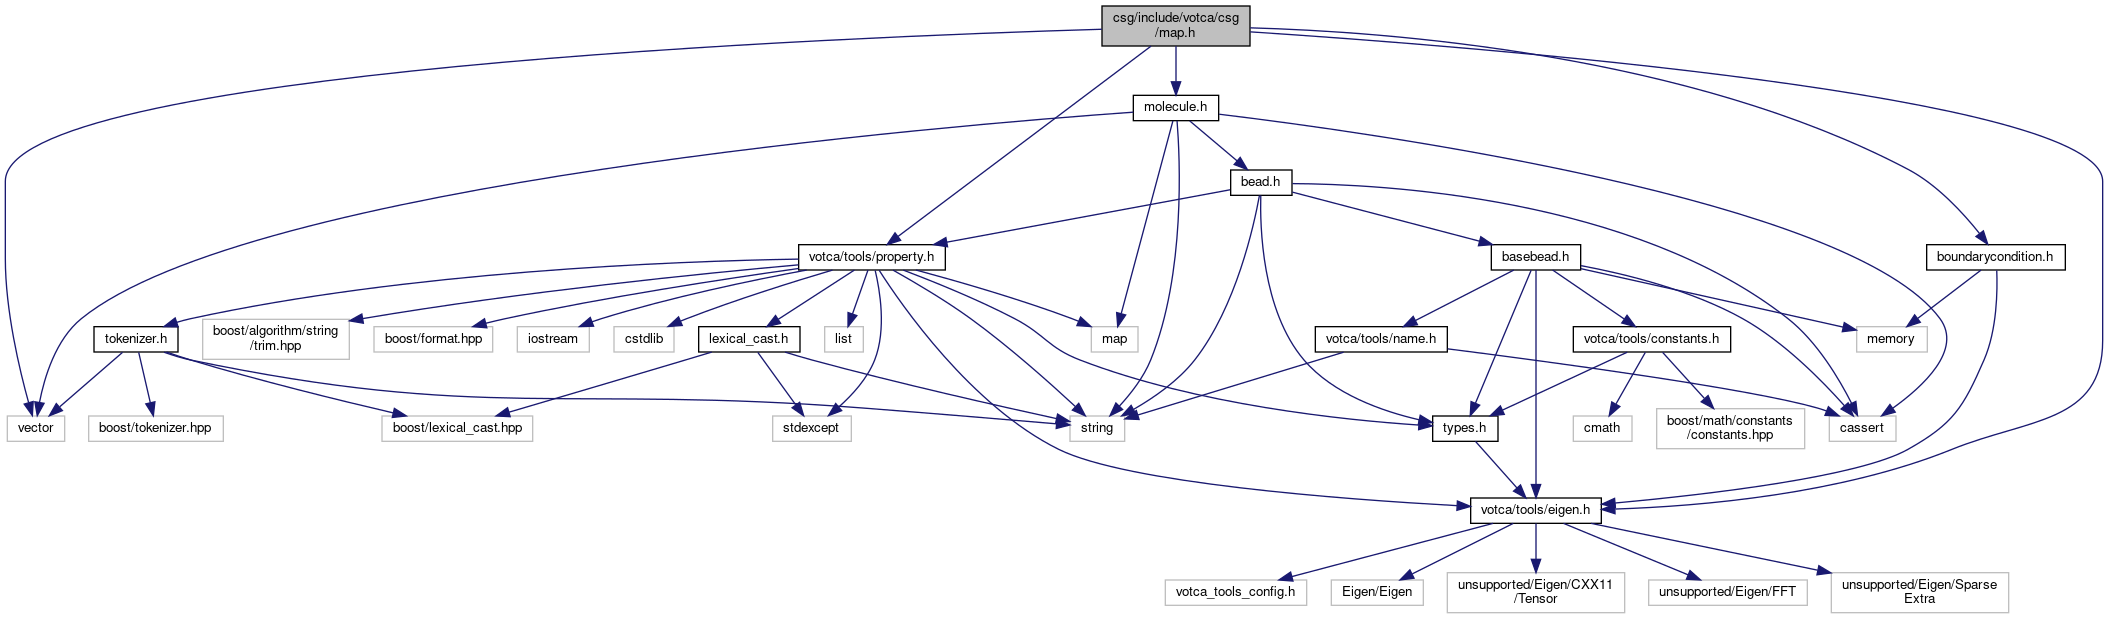 csg/include/votca/csg
/map.h
molecule.h
bead.h
votca/tools/property.h
basebead.h
boundarycondition.h
tokenizer.h
boost/algorithm/string
/trim.hpp
boost/format.hpp
iostream
cstdlib
lexical_cast.h
list
map
votca/tools/name.h
votca/tools/constants.h
memory
vector
boost/tokenizer.hpp
boost/lexical_cast.hpp
stdexcept
string
types.h
cmath
boost/math/constants
/constants.hpp
cassert
votca/tools/eigen.h
votca_tools_config.h
Eigen/Eigen
unsupported/Eigen/CXX11
/Tensor
unsupported/Eigen/FFT
unsupported/Eigen/Sparse
Extra